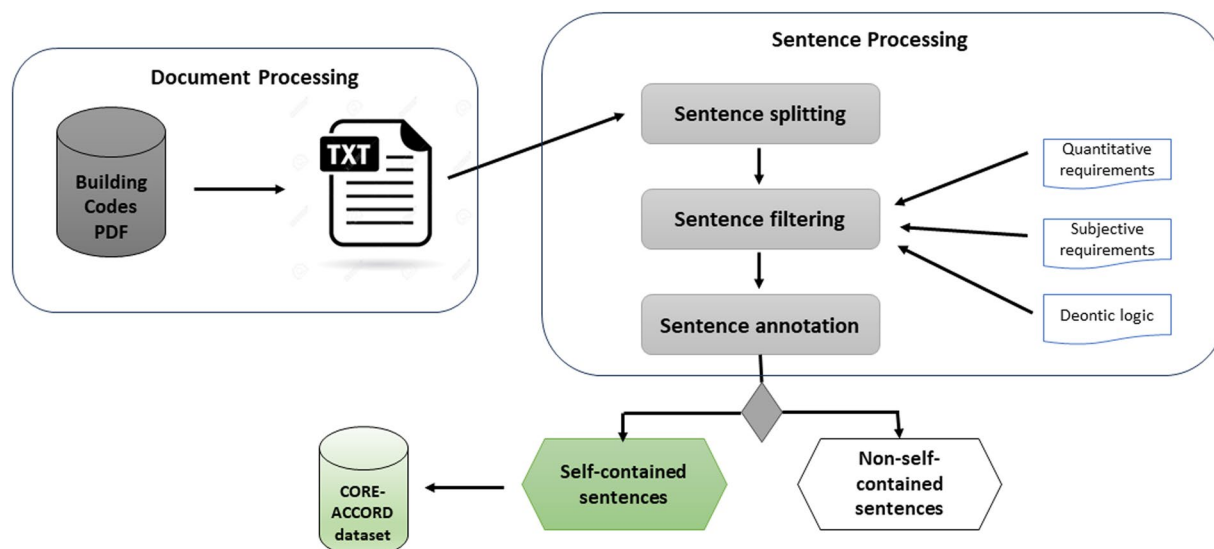 Document Processing
Building
Codes
PDF
TXT
Sentence Processing
Sentence splitting
Sentence filtering
Sentence annotation
Quantitative
requirements
Subjective
requirements
Deontic logic
Self-contained
sentences
Non-self-
contained
sentences
CORE-
ACCORD
dataset